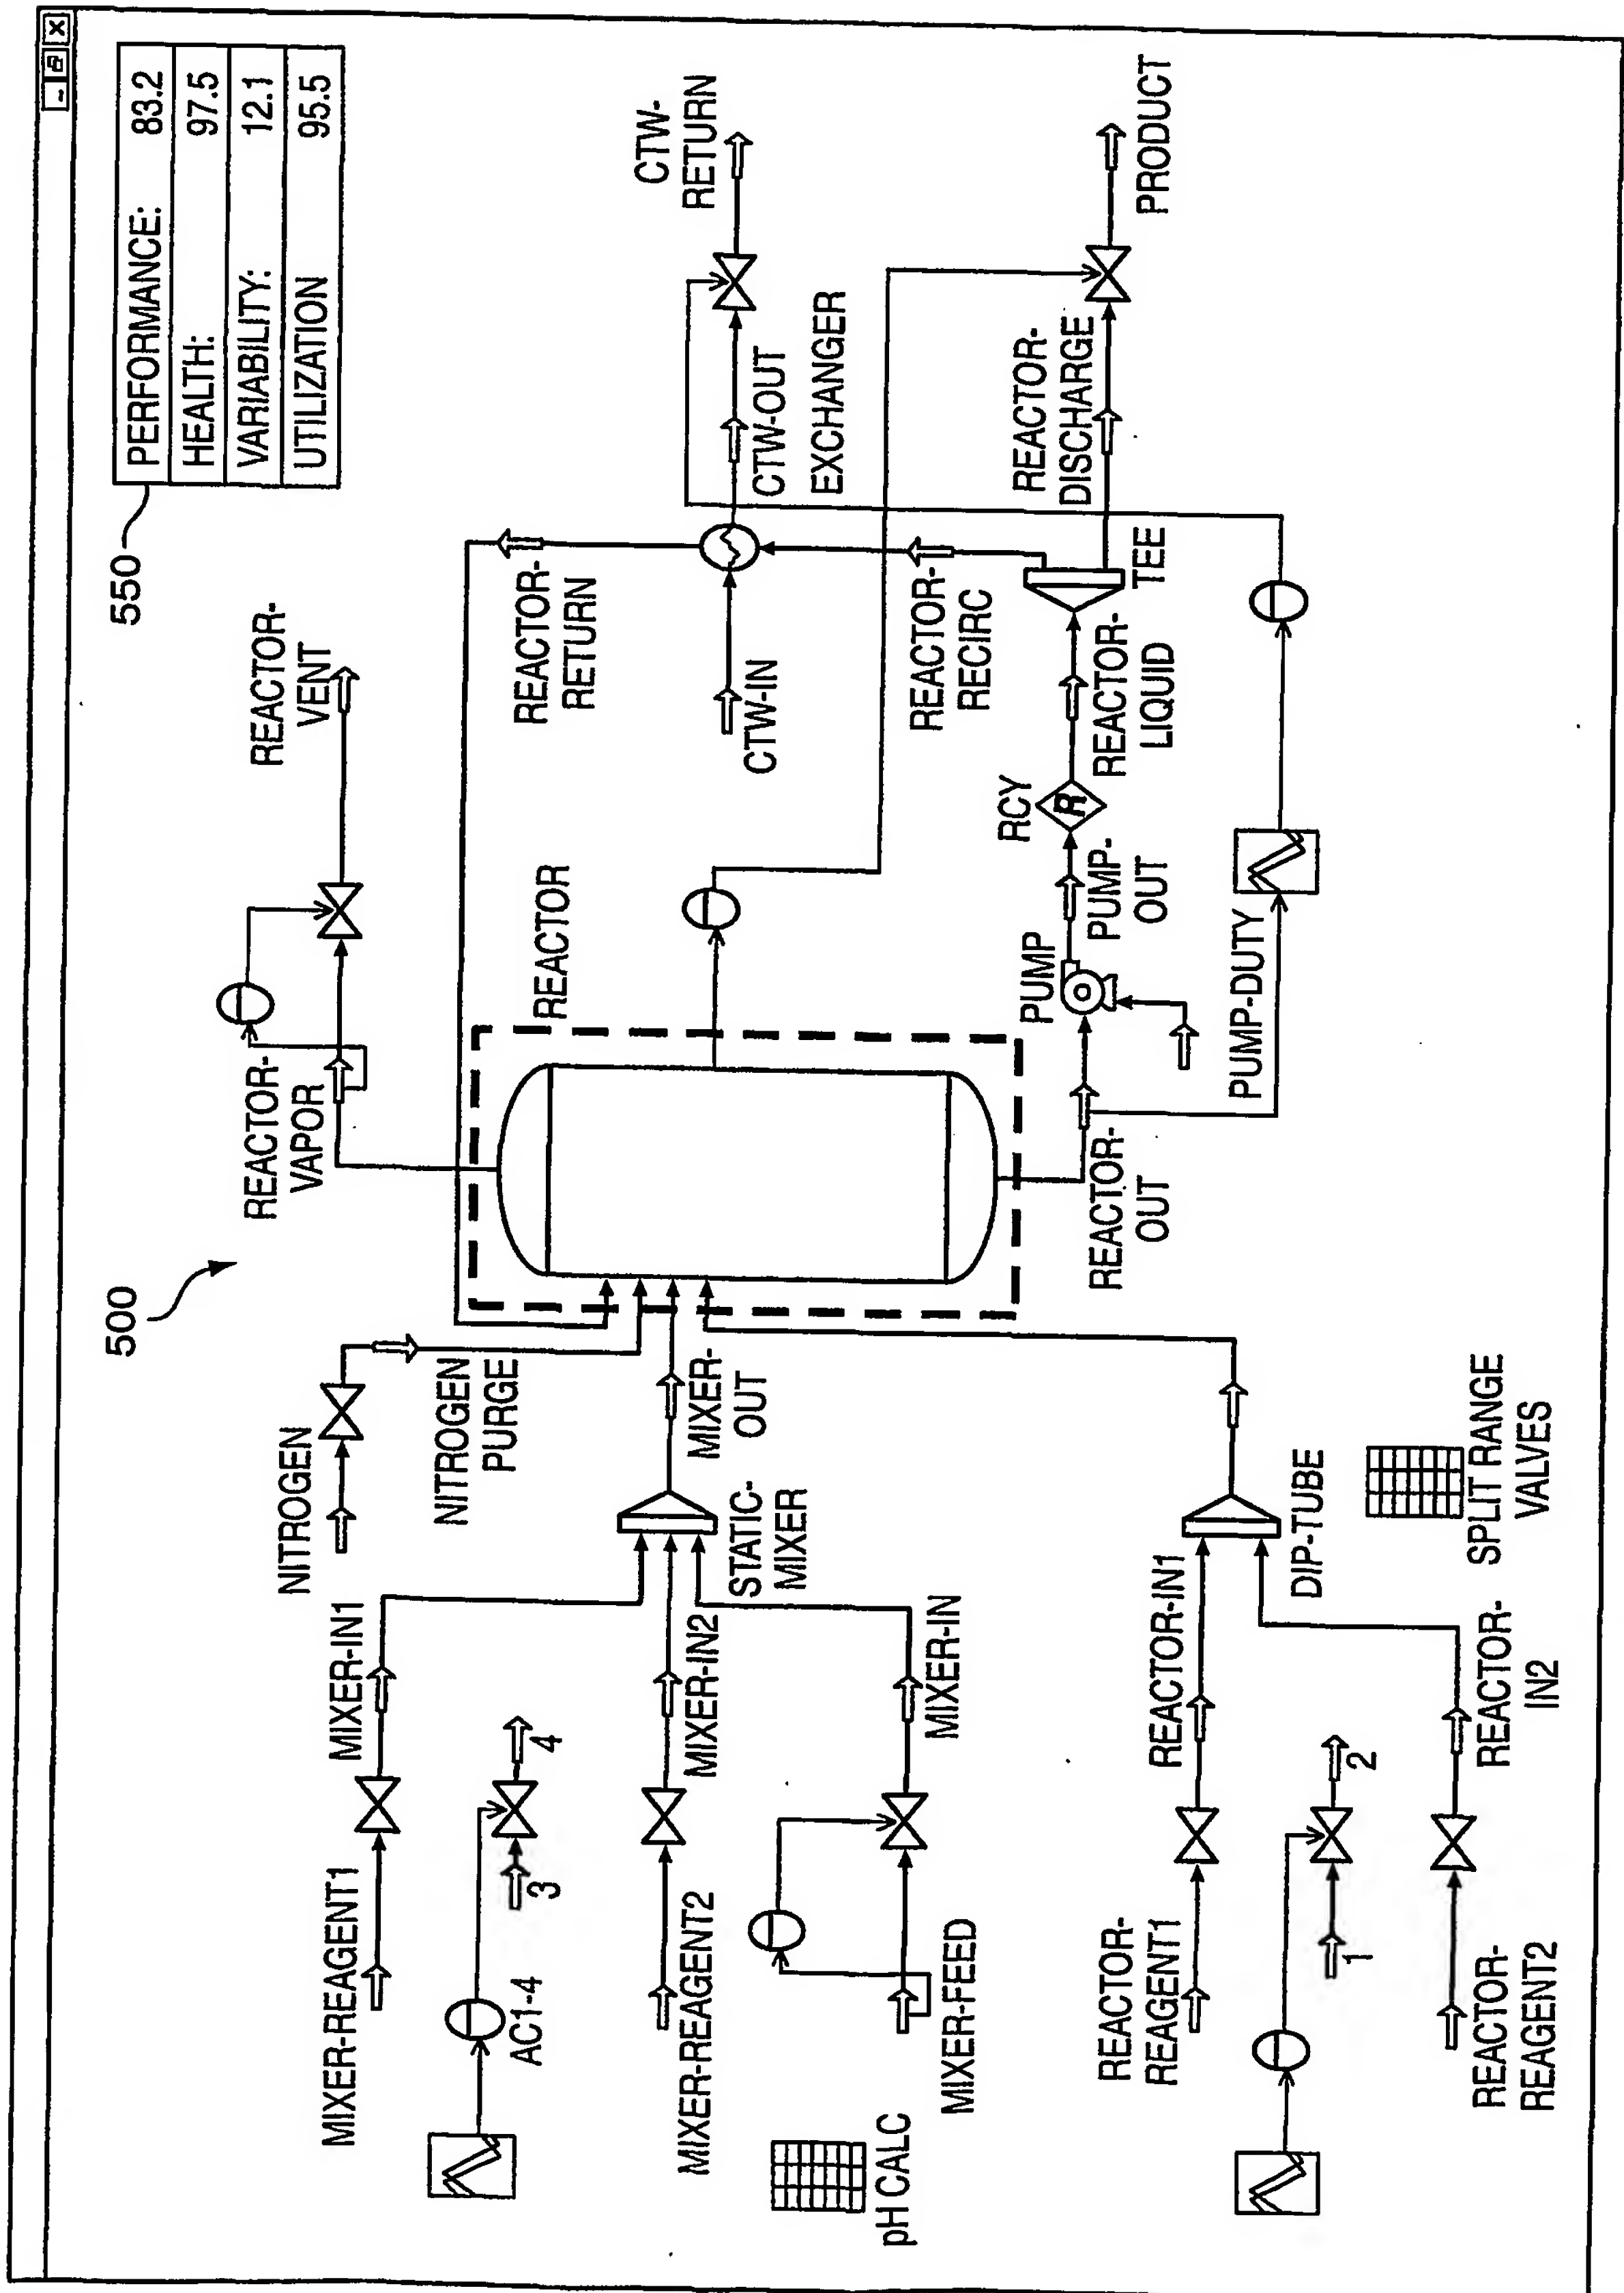 500
550
PERFORMANCE: 83.2
HEALTH: 97.5
VARIABILITY: 12.1
UTILIZATION 95.5
NITROGEN
NITROGEN
PURGE
REACTOR-
VAPOR
REACTOR-
VENT
MIXER-REAGENT1
MIXER-IN1
AC1-4
3
4
MIXER-REAGENT2
MIXER-IN2
STATIC-
MIXER
MIXER-
OUT
pH CALC
MIXER-FEED
MIXER-IN
REACTOR
REACTOR-
RETURN
CTW-IN
CTW-OUT
EXCHANGER
CTW-
RETURN
REACTOR-
RECIRC
REACTOR-
DISCHARGE
PRODUCT
REACTOR-
OUT
PUMP
PUMP-
OUT
RCY
R
REACTOR-
LIQUID
TEE
PUMP-DUTY
REACTOR-
REAGENT1
REACTOR-IN1
DIP-TUBE
1
2
REACTOR-
REAGENT2
REACTOR-
IN2
SPLIT RANGE
VALVES